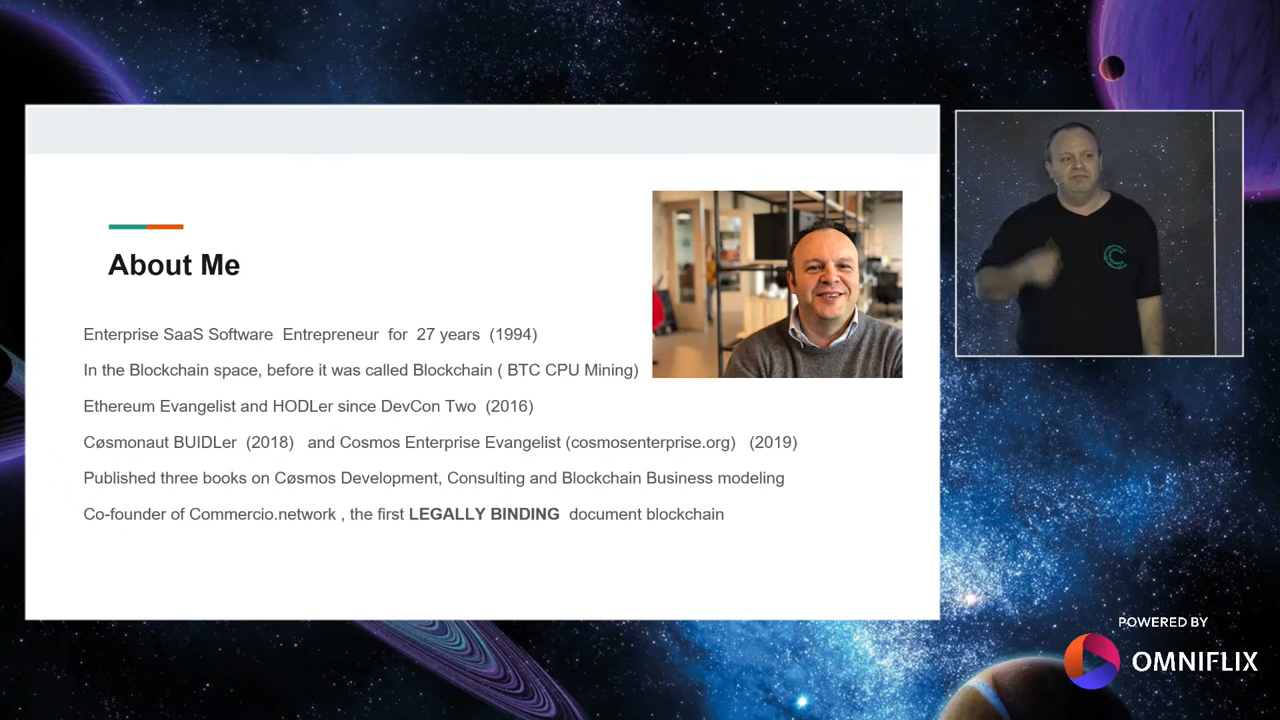 About Me
Enterprise SaaS Software Entrepreneur for 27 years (1994)
In the Blockchain space, before it was called Blockchain ( BTC CPU Mining)
Ethereum Evangelist and HODLer since DevCon Two (2016)
Cøsmonaut BUIDLer (2018) and Cosmos Enterprise Evangelist (cosmosenterprise.org) (2019)
Published three books on Cøsmos Development, Consulting and Blockchain Business modeling
Co-founder of Commercio.network , the first LEGALLY BINDING document blockchain
POWERED BY
OMNIFLIX